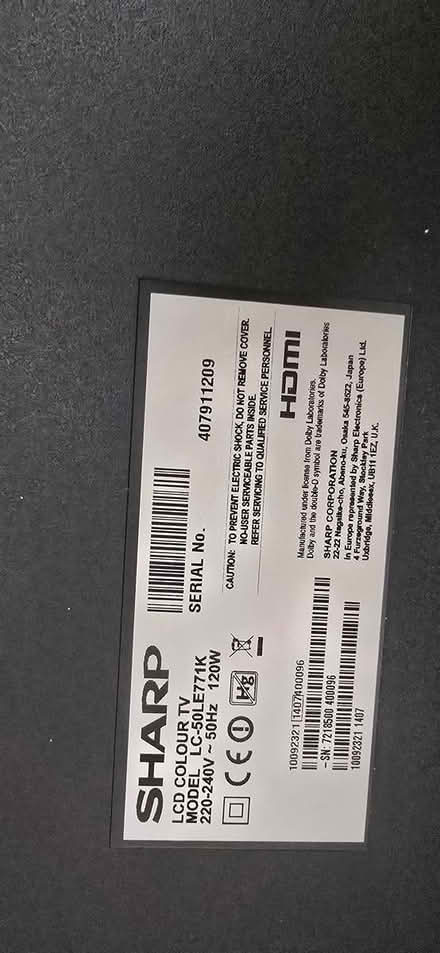 SHARP
LCD COLOUR TV
MODEL LC-50LE771K
220-240V ~ 50Hz 120W
CE
Hg
SERIAL No. 407911209
CAUTION: TO PREVENT ELECTRIC SHOCK, DO NOT REMOVE COVER.
NO-USER SERVICEABLE PARTS INSIDE.
REFER SERVICING TO QUALIFIED SERVICE PERSONNEL
HDMI
10092321 1407400096
-SN: 7218500 400096
10092321 1407
Manufactured under license from Dolby Laboratories.
Dolby and the double-D symbol are trademarks of Dolby Laboratories
SHARP CORPORATION
22-22 Nagaike-cho, Abeno-ku, Osaka 545-8522, Japan
In Europe represented by Sharp Electronics (Europe) Ltd.
4 Furzeground Way, Stockley Park
Uxbridge, Middlesex, UB11 1EZ, U.K.